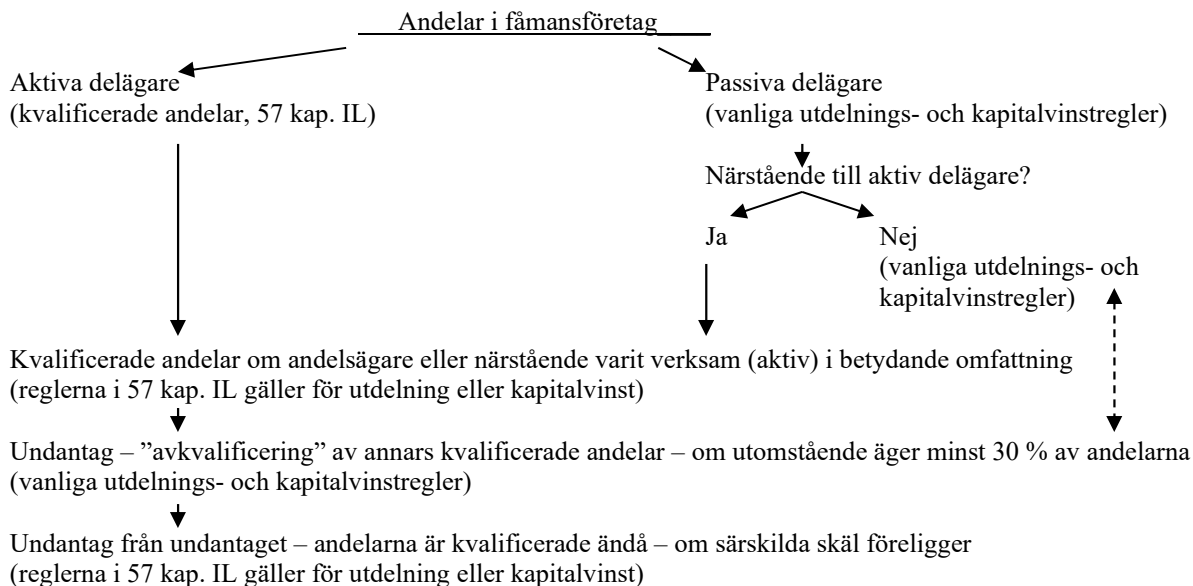 Andelar i fåmansföretag
Aktiva delägare
(kvalificerade andelar, 57 kap. IL)
Passiva delägare
(vanliga utdelnings- och kapitalvinstregler)
Närstående till aktiv delägare?
Ja
Nej
(vanliga utdelnings- och
kapitalvinstregler)
Kvalificerade andelar om andelsägare eller närstående varit verksam (aktiv) i betydande omfattning
(reglerna i 57 kap. IL gäller för utdelning eller kapitalvinst)
Undantag – ”avkvalificering” av annars kvalificerade andelar – om utomstående äger minst 30 % av andelarna
(vanliga utdelnings- och kapitalvinstregler)
Undantag från undantaget – andelarna är kvalificerade ändå – om särskilda skäl föreligger
(reglerna i 57 kap. IL gäller för utdelning eller kapitalvinst)